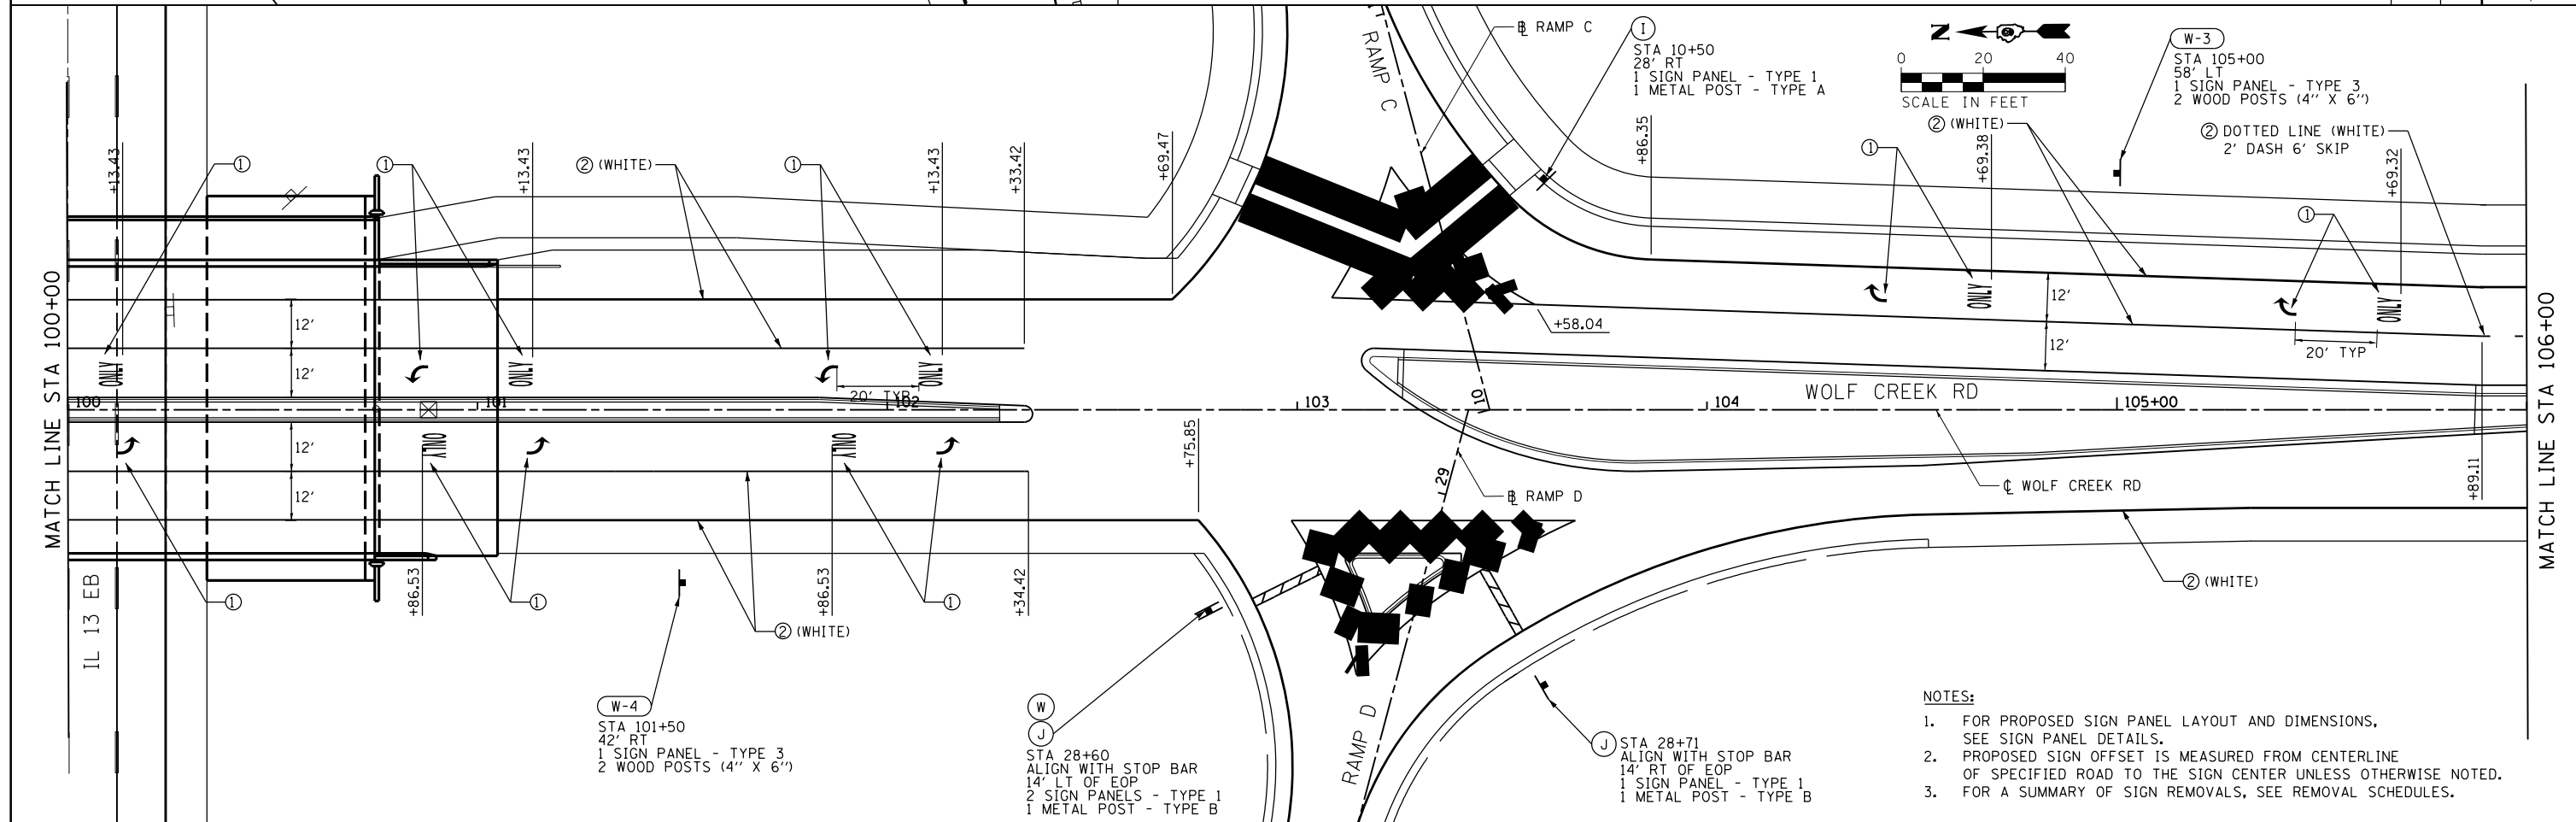 MATCH LINE STA 100+00
IL 13 EB
+13.43
1
1
+13.43
2 (WHITE)
1
+13.43
+33.42
+69.47
RAMP C
BL RAMP C
I
STA 10+50
28' RT
1 SIGN PANEL - TYPE 1
1 METAL POST - TYPE A
+86.35
N
0 20 40
SCALE IN FEET
W-3
STA 105+00
58' LT
1 SIGN PANEL - TYPE 3
2 WOOD POSTS (4" X 6")
2 (WHITE)
2 DOTTED LINE (WHITE)
2' DASH 6' SKIP
1
+69.38
+69.32
1
12'
12'
ONLY
ONLY
ONLY
20' TYP
+58.04
ONLY
ONLY
12'
12'
20' TYP
100
101
102
103
10
104
WOLF CREEK RD
105+00
12'
12'
ONLY
ONLY
+75.85
29
BL RAMP D
CL WOLF CREEK RD
+89.11
MATCH LINE STA 106+00
1
+86.53
1
+86.53
1
+34.42
2 (WHITE)
2 (WHITE)
W-4
STA 101+50
42' RT
1 SIGN PANEL - TYPE 3
2 WOOD POSTS (4" X 6")
W
J
STA 28+60
ALIGN WITH STOP BAR
14' LT OF EOP
2 SIGN PANELS - TYPE 1
1 METAL POST - TYPE B
RAMP D
J
STA 28+71
ALIGN WITH STOP BAR
14' RT OF EOP
1 SIGN PANEL - TYPE 1
1 METAL POST - TYPE B
NOTES:
1. FOR PROPOSED SIGN PANEL LAYOUT AND DIMENSIONS,
SEE SIGN PANEL DETAILS.
2. PROPOSED SIGN OFFSET IS MEASURED FROM CENTERLINE
OF SPECIFIED ROAD TO THE SIGN CENTER UNLESS OTHERWISE NOTED.
3. FOR A SUMMARY OF SIGN REMOVALS, SEE REMOVAL SCHEDULES.